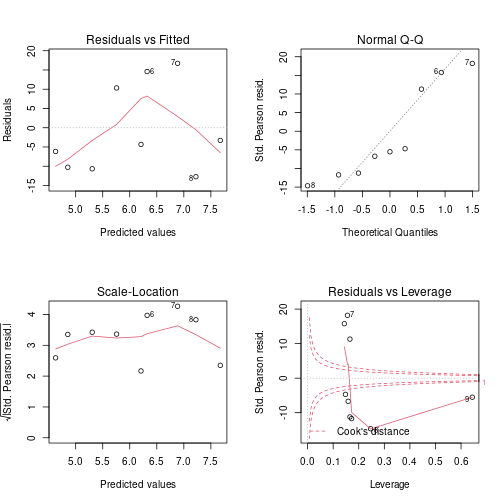 Residuals vs Fitted
Residuals
20
10
5
0
-5
-15
5.0 5.5 6.0 6.5 7.0 7.5
Predicted values
6
7
8
Normal Q-Q
Std. Pearson resid.
20
10
5
0
-5
-15
-1.5 -1.0 -0.5 0.0 0.5 1.0 1.5
Theoretical Quantiles
7
6
8
Scale-Location
√|Std. Pearson resid.|
4
3
2
1
0
5.0 5.5 6.0 6.5 7.0 7.5
Predicted values
7
6
8
Residuals vs Leverage
Std. Pearson resid.
20
10
0
-10
0.0 0.1 0.2 0.3 0.4 0.5 0.6
Leverage
7
9
8
Cook's distance